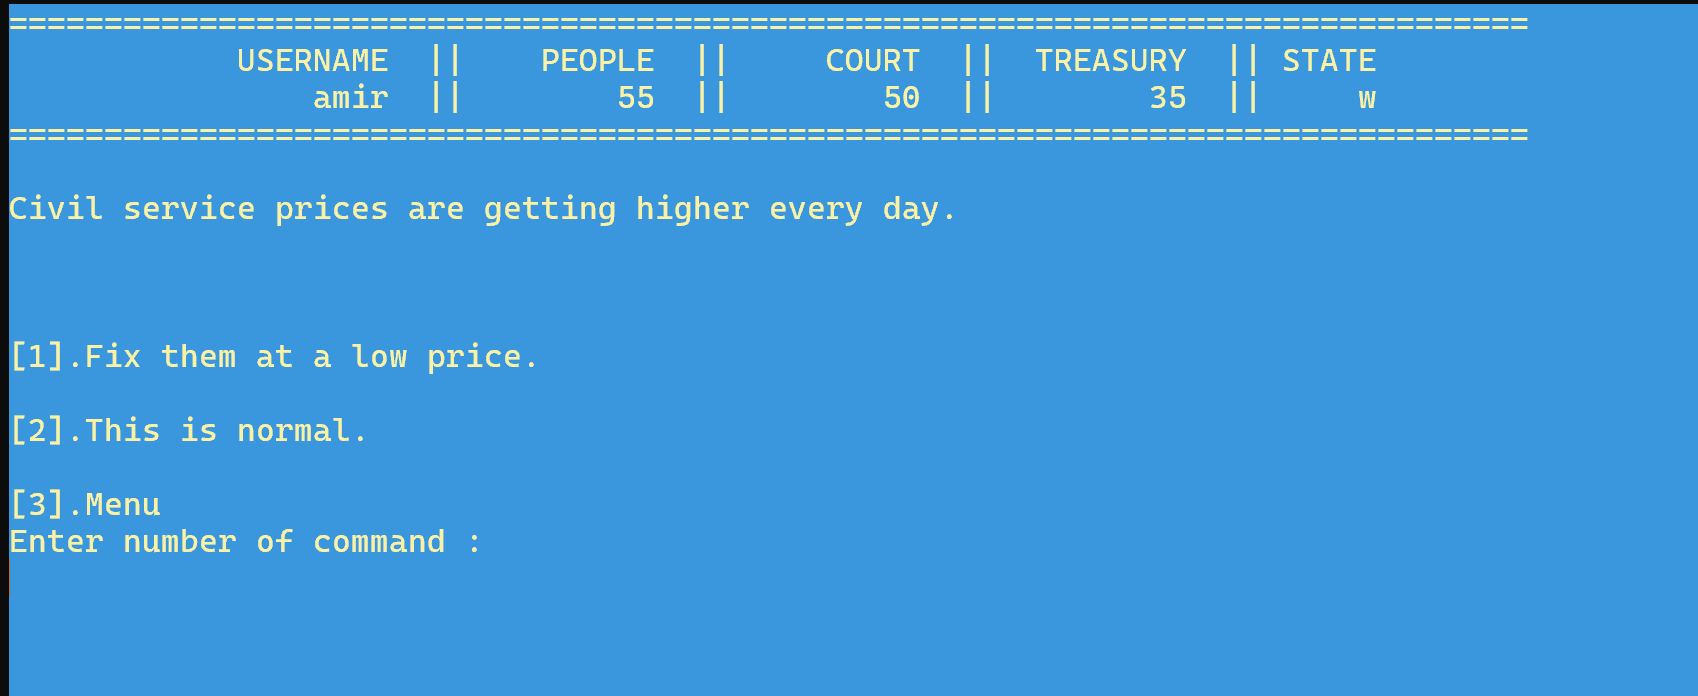 ================================================================================
USERNAME || PEOPLE || COURT || TREASURY || STATE
amir || 55 || 50 || 35 || w
================================================================================
Civil service prices are getting higher every day.
[1].Fix them at a low price.
[2].This is normal.
[3].Menu
Enter number of command :